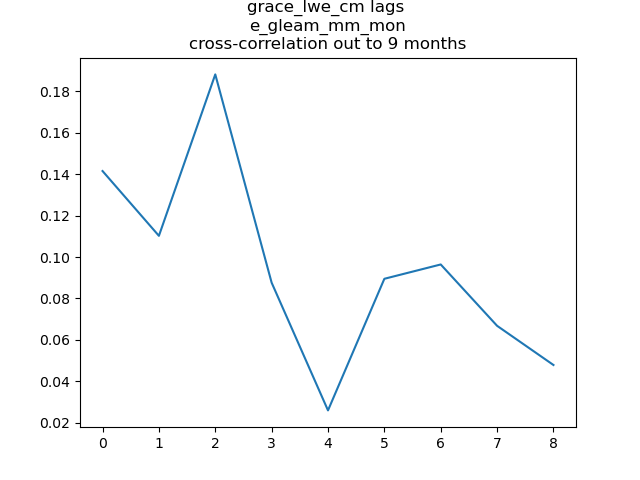 grace_lwe_cm lags
e_gleam_mm_mon
cross-correlation out to 9 months
0.18
0.16
0.14
0.12
0.10
0.08
0.06
0.04
0.02
0 1 2 3 4 5 6 7 8